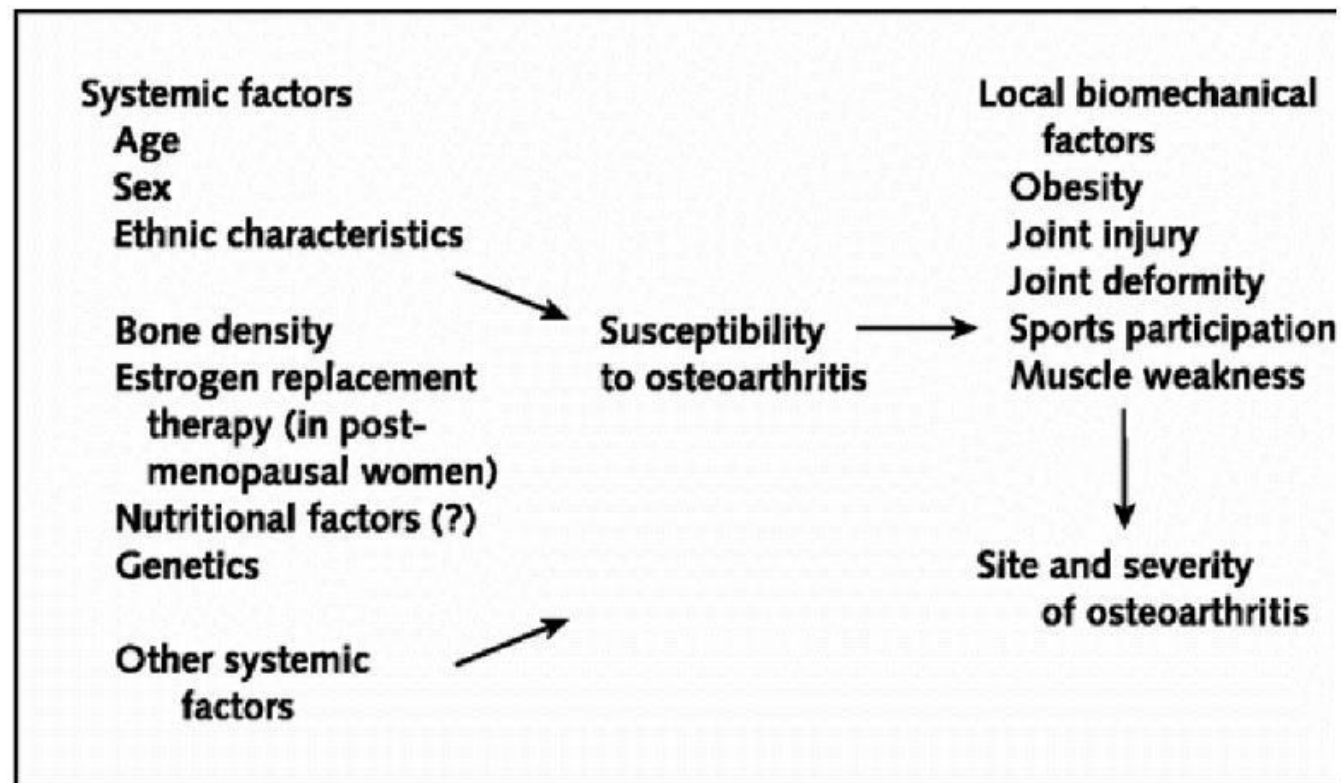 Systemic factors
Age
Sex
Ethnic characteristics
Bone density
Estrogen replacement
therapy (in post-
menopausal women)
Nutritional factors (?)
Genetics
Other systemic
factors
Susceptibility
to osteoarthritis
Local biomechanical
factors
Obesity
Joint injury
Joint deformity
Sports participation
Muscle weakness
Site and severity
of osteoarthritis